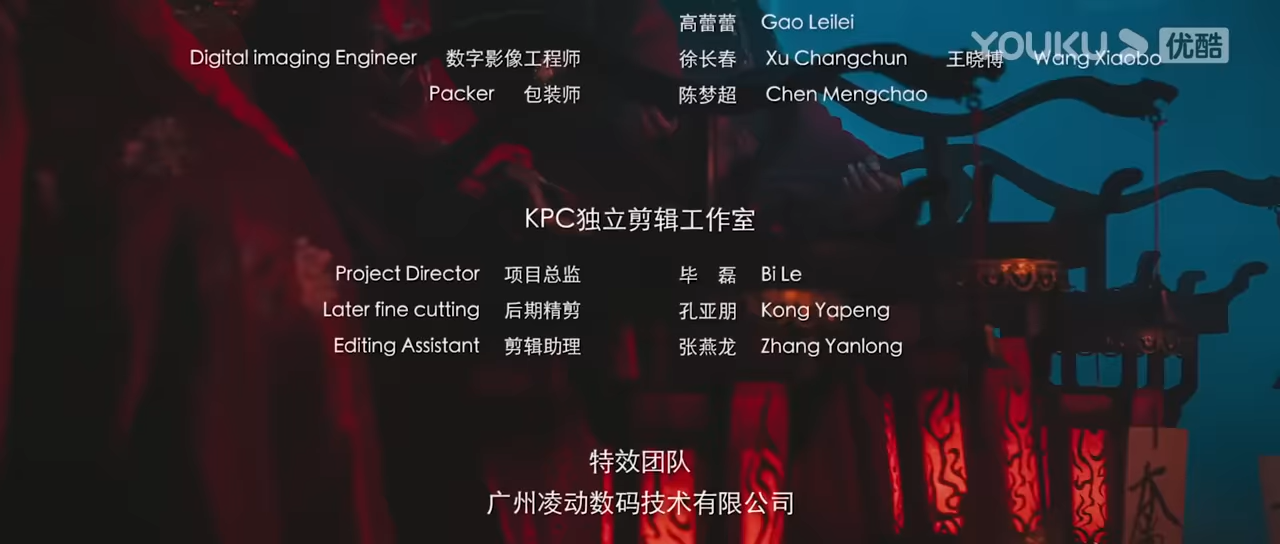 高蕾蕾 Gao Leilei
YOUKU 优酷
Digital imaging Engineer 数字影像工程师 徐长春 Xu Changchun 王晓博 Wang Xiaobo
Packer 包装师 陈梦超 Chen Mengchao
KPC独立剪辑工作室
Project Director 项目总监 毕 磊 Bi Le
Later fine cutting 后期精剪 孔亚朋 Kong Yapeng
Editing Assistant 剪辑助理 张燕龙 Zhang Yanlong
特效团队
广州凌动数码技术有限公司